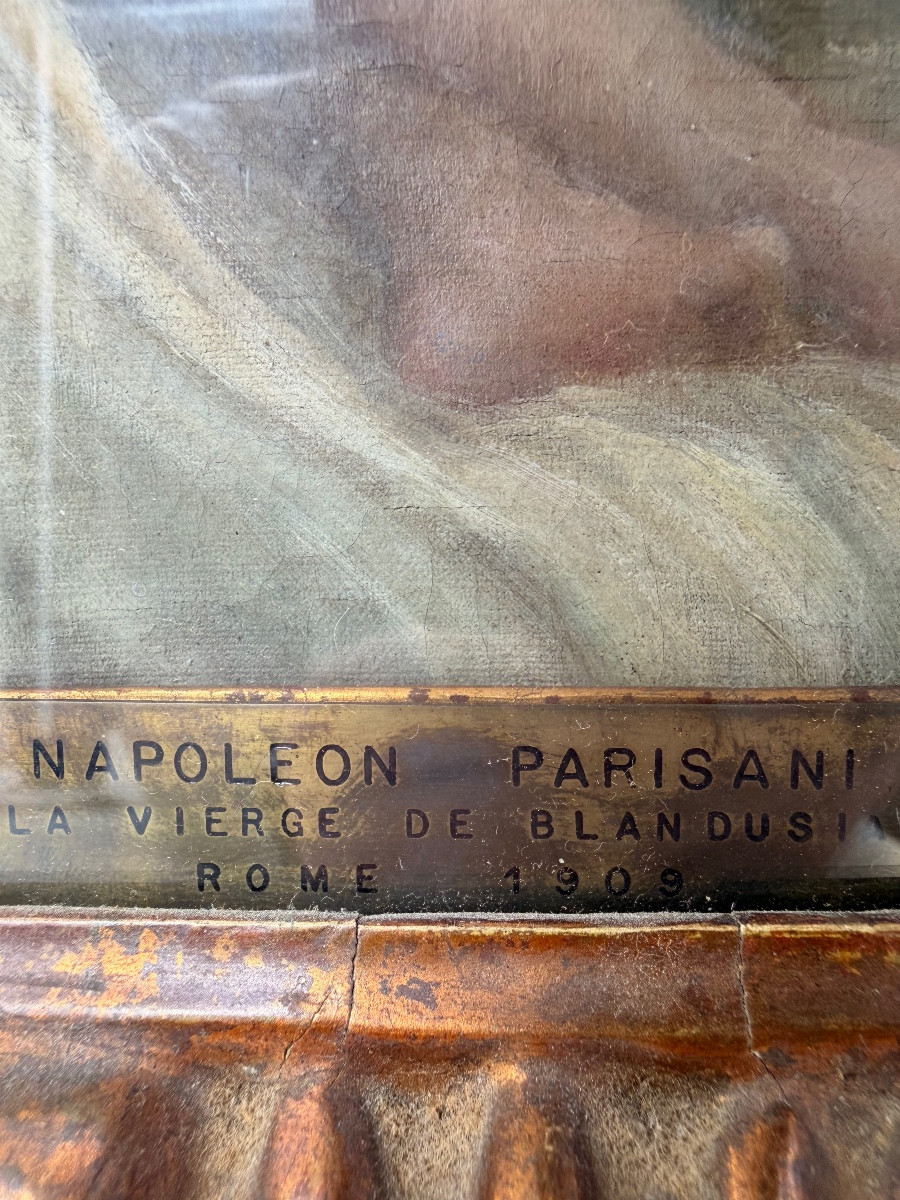 NAPOLEON PARISANI
LA VIERGE DE BLANDUSIA
ROME 1909